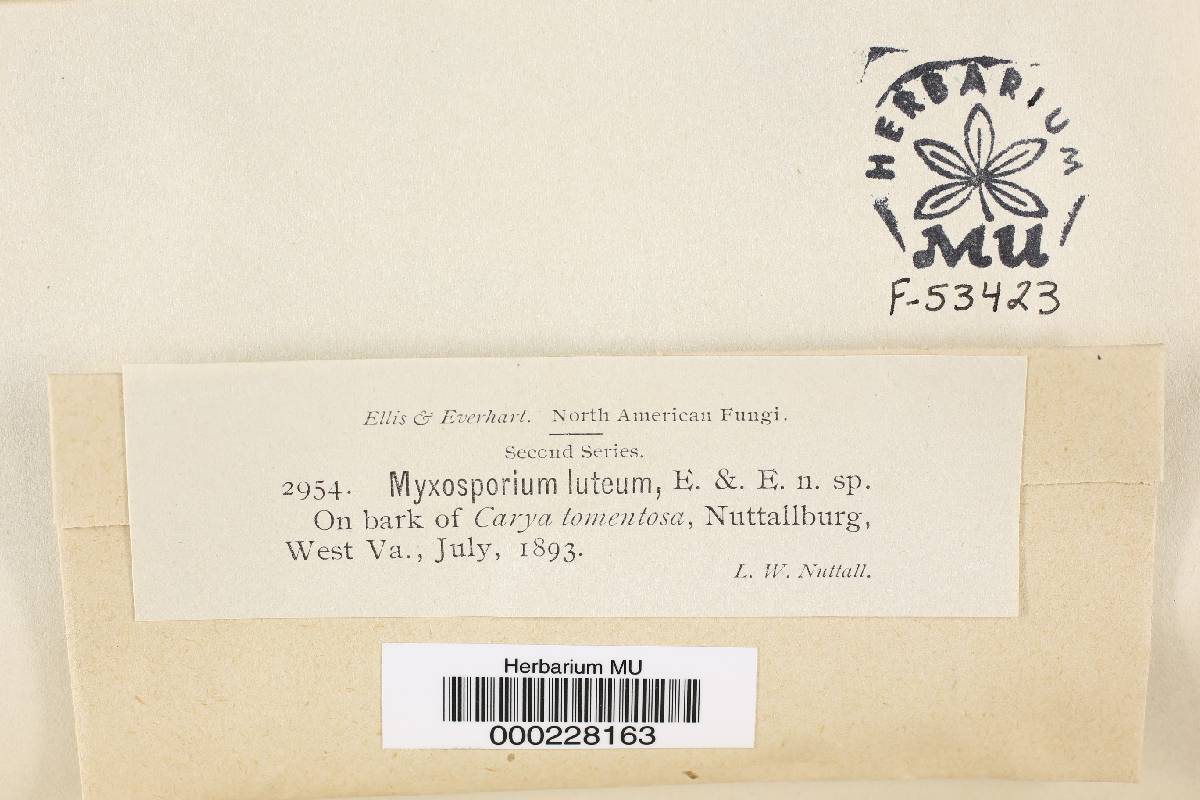 HERBARIUM
MU
F-53423
Ellis & Everhart. North American Fungi.
Second Series.
2954. Myxosporium luteum, E. &. E. n. sp.
On bark of Carya tomentosa, Nuttallburg,
West Va., July, 1893.
L. W. Nuttall.
Herbarium MU
000228163